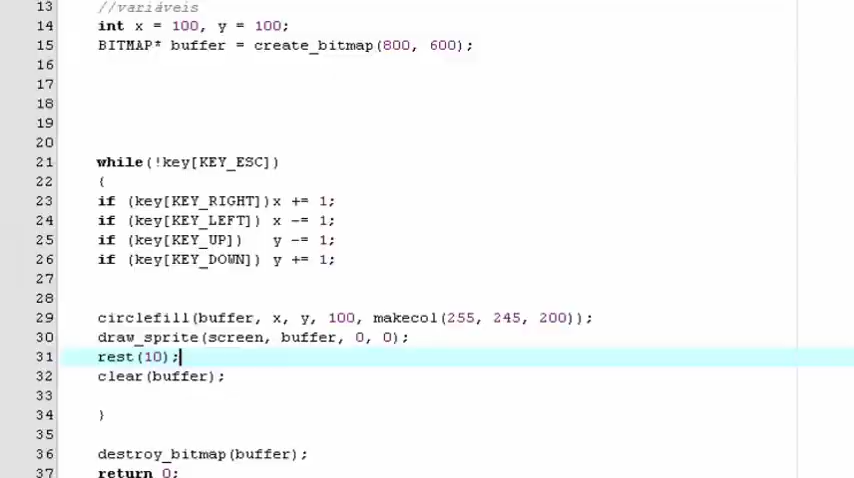 13 //variáveis
14 int x = 100, y = 100;
15 BITMAP* buffer = create_bitmap(800, 600);
16
17
18
19
20
21 while(!key[KEY_ESC])
22 {
23 if (key[KEY_RIGHT])x += 1;
24 if (key[KEY_LEFT]) x -= 1;
25 if (key[KEY_UP])   y -= 1;
26 if (key[KEY_DOWN]) y += 1;
27
28
29 circlefill(buffer, x, y, 100, makecol(255, 245, 200));
30 draw_sprite(screen, buffer, 0, 0);
31 rest(10);
32 clear(buffer);
33
34 }
35
36 destroy_bitmap(buffer);
37 return 0;